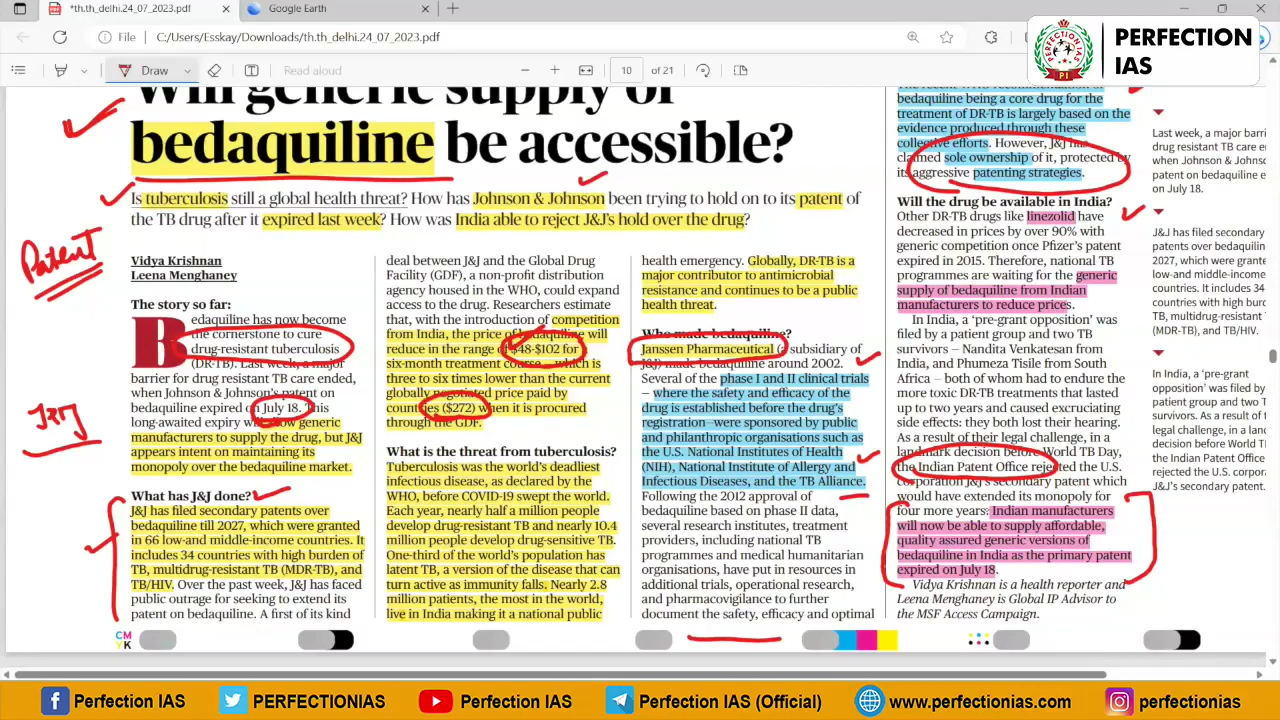 *th.th_delhi.24_07_2023.pdf
Google Earth
File
C:/Users/Esskay/Downloads/th.th_delhi.24_07_2023.pdf
PERFECTION
IAS
PI
Draw
Read aloud
10
of 21
Will generic supply of
bedaquiline be accessible?
Is tuberculosis still a global health threat? How has Johnson & Johnson been trying to hold on to its patent of
the TB drug after it expired last week? How was India able to reject J&J's hold over the drug?
Patent
J&J
Vidya Krishnan
Leena Menghaney
The story so far:
Bedaquiline has now become
the cornerstone to cure
drug-resistant tuberculosis
(DR-TB). Last week, a major
barrier for drug resistant TB care ended,
when Johnson & Johnson's patent on
bedaquiline expired on July 18. This
long-awaited expiry will now generic
manufacturers to supply the drug, but J&J
appears intent on maintaining its
monopoly over the bedaquiline market.
What has J&J done?
J&J has filed secondary patents over
bedaquiline till 2027, which were granted
in 66 low-and middle-income countries. It
includes 34 countries with high burden of
TB, multidrug-resistant TB (MDR-TB), and
TB/HIV. Over the past week, J&J has faced
public outrage for seeking to extend its
patent on bedaquiline. A first of its kind
deal between J&J and the Global Drug
Facility (GDF), a non-profit distribution
agency housed in the WHO, could expand
access to the drug. Researchers estimate
that, with the introduction of competition
from India, the price of bedaquiline will
reduce in the range of $48-$102 for
six-month treatment course — which is
three to six times lower than the current
globally negotiated price paid by
countries ($272) when it is procured
through the GDF.
What is the threat from tuberculosis?
Tuberculosis was the world's deadliest
infectious disease, as declared by the
WHO, before COVID-19 swept the world.
Each year, nearly half a million people
develop drug-resistant TB and nearly 10.4
million people develop drug-sensitive TB.
One-third of the world's population has
latent TB, a version of the disease that can
turn active as immunity falls. Nearly 2.8
million patients, the most in the world,
live in India making it a national public
health emergency. Globally, DR-TB is a
major contributor to antimicrobial
resistance and continues to be a public
health threat.
Who made bedaquiline?
Janssen Pharmaceutical (a subsidiary of
J&J) made bedaquiline around 2002.
Several of the phase I and II clinical trials
— where the safety and efficacy of the
drug is established before the drug's
registration—were sponsored by public
and philanthropic organisations such as
the U.S. National Institutes of Health
(NIH), National Institute of Allergy and
Infectious Diseases, and the TB Alliance.
Following the 2012 approval of
bedaquiline based on phase II data,
several research institutes, treatment
providers, including national TB
programmes and medical humanitarian
organisations, have put in resources in
additional trials, operational research,
and pharmacovigilance to further
document the safety, efficacy and optimal
The recent WHO recommendation of
bedaquiline being a core drug for the
treatment of DR-TB is largely based on the
evidence produced through these
collective efforts. However, J&J has
claimed sole ownership of it, protected by
its aggressive patenting strategies.
Will the drug be available in India?
Other DR-TB drugs like linezolid have
decreased in prices by over 90% with
generic competition once Pfizer's patent
expired in 2015. Therefore, national TB
programmes are waiting for the generic
supply of bedaquiline from Indian
manufacturers to reduce prices.
In India, a 'pre-grant opposition' was
filed by a patient group and two TB
survivors – Nandita Venkatesan from
India, and Phumeza Tisile from South
Africa – both of whom had to endure the
more toxic DR-TB treatments that lasted
up to two years and caused excruciating
side effects: they both lost their hearing.
As a result of their legal challenge, in a
landmark decision before World TB Day,
the Indian Patent Office rejected the U.S.
corporation J&J's secondary patent which
would have extended its monopoly for
four more years. Indian manufacturers
will now be able to supply affordable,
quality assured generic versions of
bedaquiline in India as the primary patent
expired on July 18.
Vidya Krishnan is a health reporter and
Leena Menghaney is Global IP Advisor to
the MSF Access Campaign.
Last week, a major barri
drug resistant TB care en
when Johnson & Johnso
patent on bedaquiline e
on July 18.
J&J has filed secondary
patents over bedaquilin
2027, which were grante
low-and middle-income
countries. It includes 34
countries with high burc
TB, multidrug-resistant T
(MDR-TB), and TB/HIV.
In India, a 'pre-grant
opposition' was filed by
patient group and two T
survivors. As a result of t
legal challenge, in a lanc
decision before World TE
the Indian Patent Office
rejected the U.S. corpora
J&J's secondary patent.
CM
YK
Perfection IAS
PERFECTIONIAS
Perfection IAS
Perfection IAS (Official)
www.perfectionias.com
perfectionias